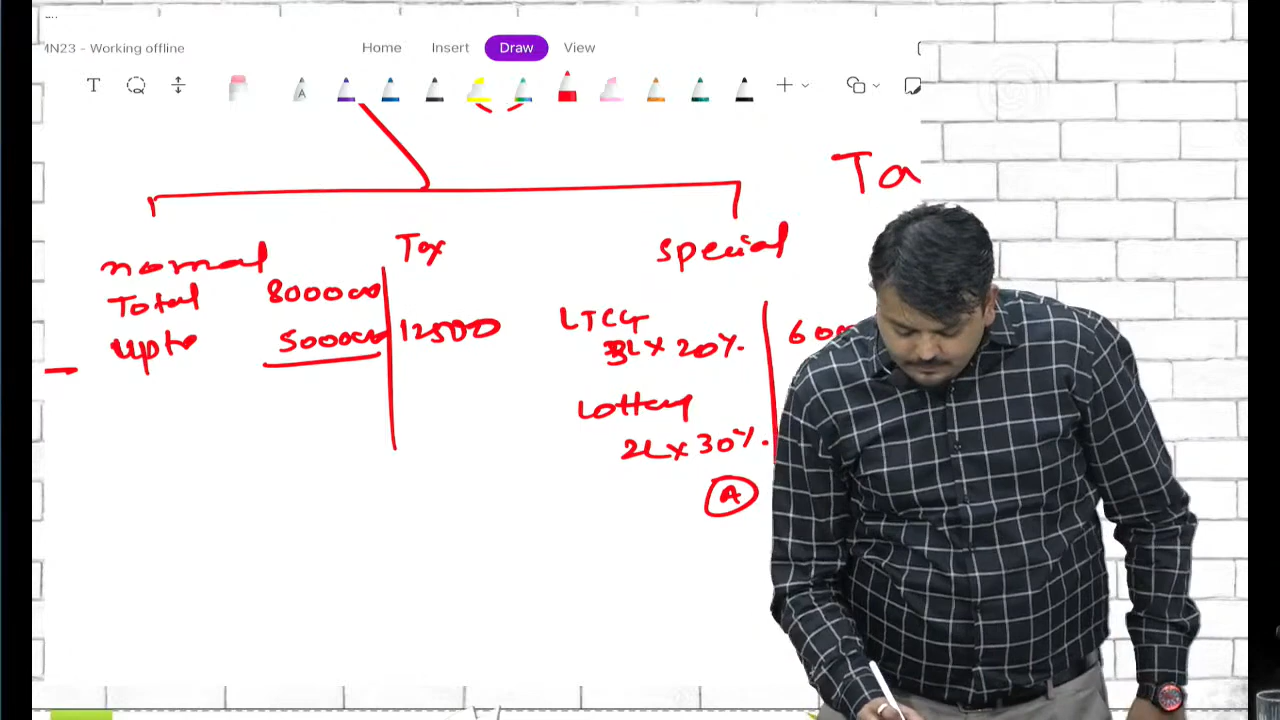 MN23 - Working offline
Home Insert Draw View
T
A
Ta
normal
Tax
special
Total 800000
upto 500000 12500
LTCG
3L x 20%.
Lottery
2L x 30%.
A